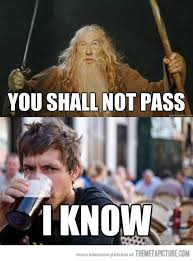 YOU SHALL NOT PASS
I KNOW
THEMETAPICTURE.COM